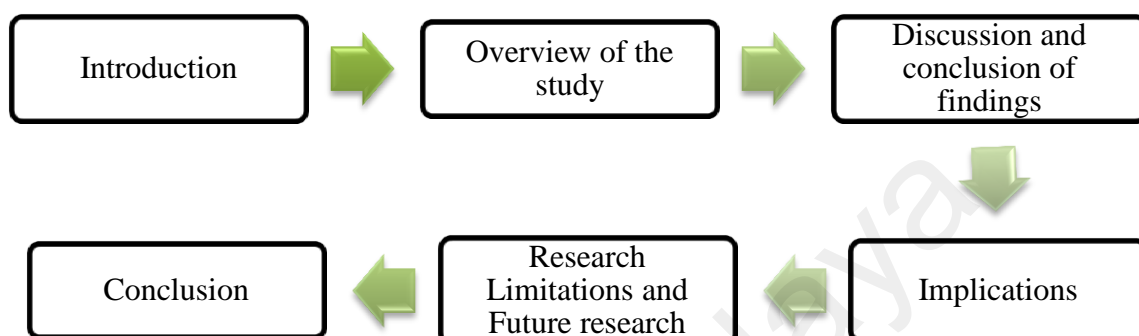 Introduction
Overview of the
study
Discussion and
conclusion of
findings
Implications
Research
Limitations and
Future research
Conclusion